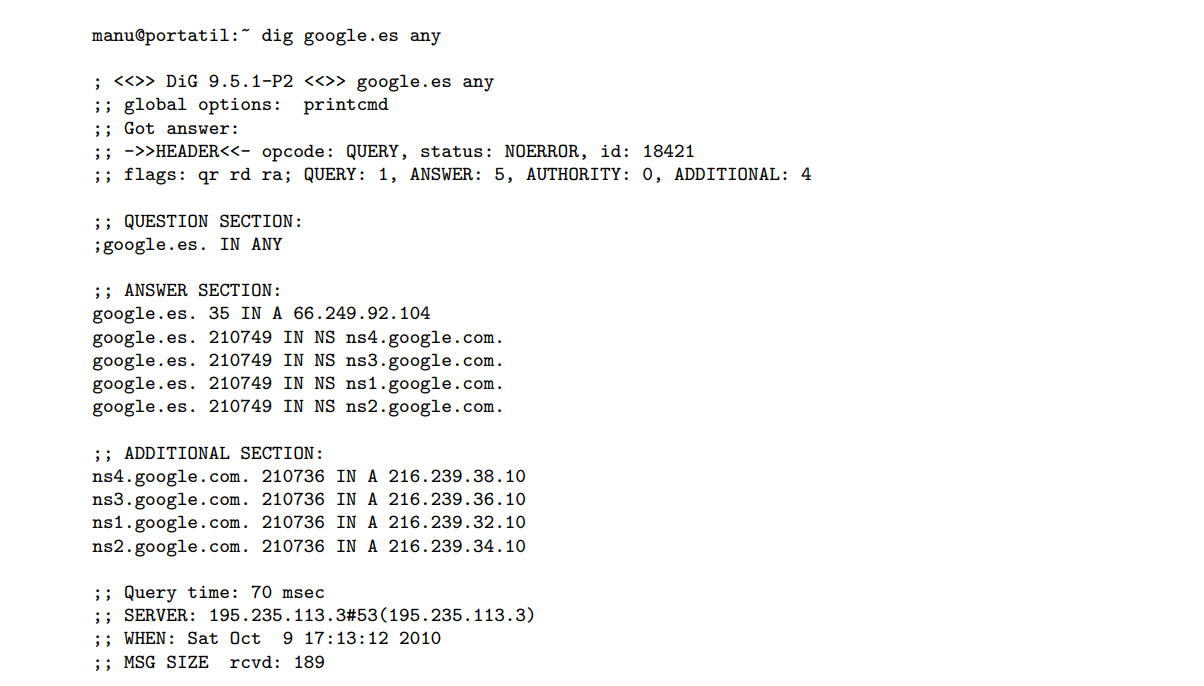 manu@portatil:~ dig google.es any
; <<>> DiG 9.5.1-P2 <<>> google.es any
;; global options:  printcmd
;; Got answer:
;; ->>HEADER<<- opcode: QUERY, status: NOERROR, id: 18421
;; flags: qr rd ra; QUERY: 1, ANSWER: 5, AUTHORITY: 0, ADDITIONAL: 4
;; QUESTION SECTION:
;google.es. IN ANY
;; ANSWER SECTION:
google.es. 35 IN A 66.249.92.104
google.es. 210749 IN NS ns4.google.com.
google.es. 210749 IN NS ns3.google.com.
google.es. 210749 IN NS ns1.google.com.
google.es. 210749 IN NS ns2.google.com.
;; ADDITIONAL SECTION:
ns4.google.com. 210736 IN A 216.239.38.10
ns3.google.com. 210736 IN A 216.239.36.10
ns1.google.com. 210736 IN A 216.239.32.10
ns2.google.com. 210736 IN A 216.239.34.10
;; Query time: 70 msec
;; SERVER: 195.235.113.3#53(195.235.113.3)
;; WHEN: Sat Oct  9 17:13:12 2010
;; MSG SIZE  rcvd: 189